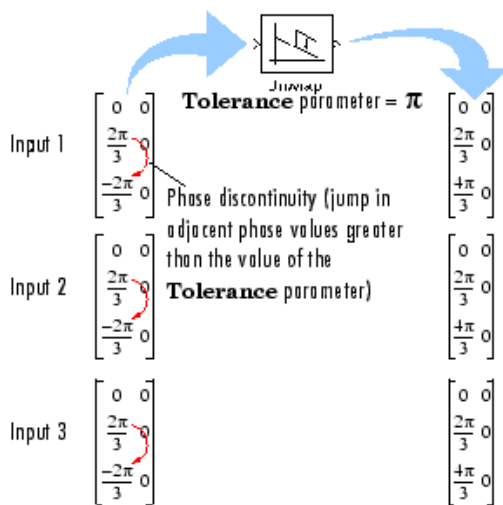 Unwrap
Tolerance parameter = π
Input 1
0 0
2π/3 0
-2π/3 0
0 0
2π/3 0
4π/3 0
Phase discontinuity (jump in
adjacent phase values greater
than the value of the
Tolerance parameter)
Input 2
0 0
2π/3 0
-2π/3 0
0 0
2π/3 0
4π/3 0
Input 3
0 0
2π/3 0
-2π/3 0
0 0
2π/3 0
4π/3 0